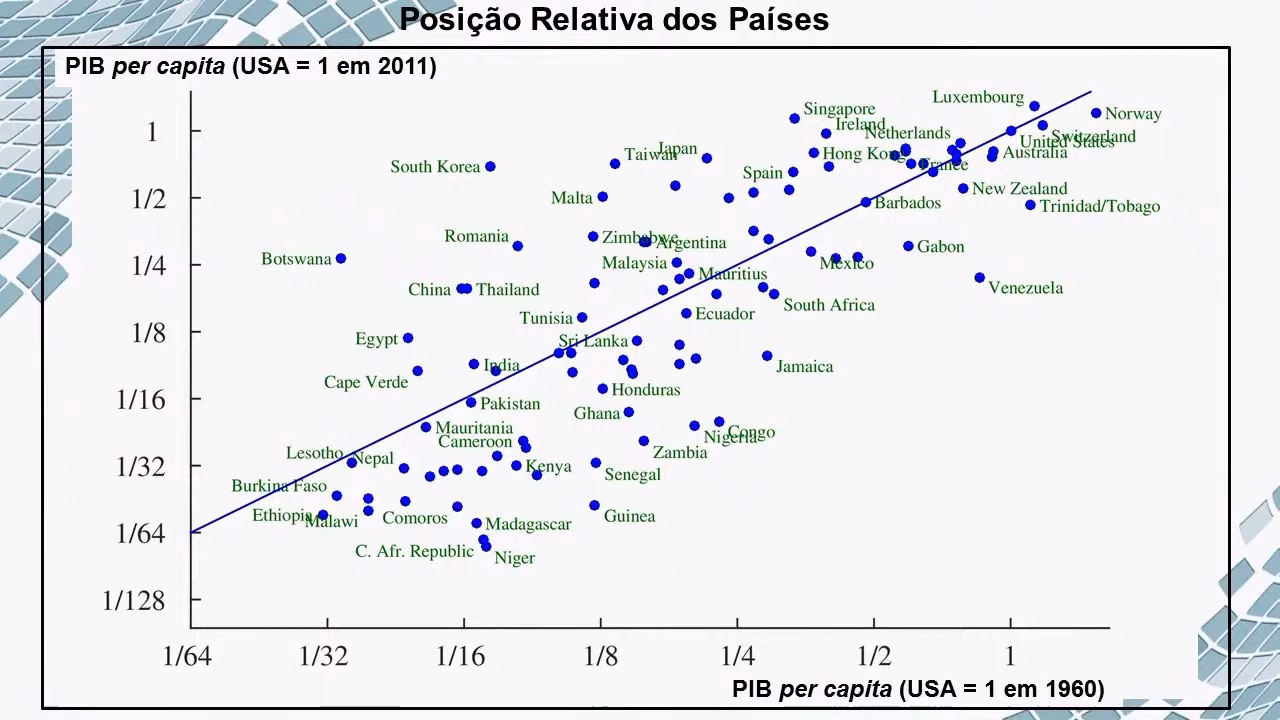 Posição Relativa dos Países
PIB per capita (USA = 1 em 2011)
Luxembourg
Norway
Singapore
Ireland
1
Netherlands
Switzerland
United States
Japan
Taiwan
Hong Kong
Australia
South Korea
Spain
France
New Zealand
1/2
Malta
Barbados
Trinidad/Tobago
Romania
Zimbabwe
Argentina
Gabon
Botswana
1/4
Malaysia
Mexico
Mauritius
China
Thailand
Venezuela
South Africa
Tunisia
Ecuador
1/8
Egypt
Sri Lanka
India
Jamaica
Cape Verde
Honduras
1/16
Pakistan
Ghana
Mauritania
Cameroon
Nigeria
Congo
Lesotho
Nepal
Zambia
1/32
Kenya
Senegal
Burkina Faso
Ethiopia
Malawi
Comoros
Guinea
Madagascar
1/64
C. Afr. Republic
Niger
1/128
1/64 1/32 1/16 1/8 1/4 1/2 1
PIB per capita (USA = 1 em 1960)